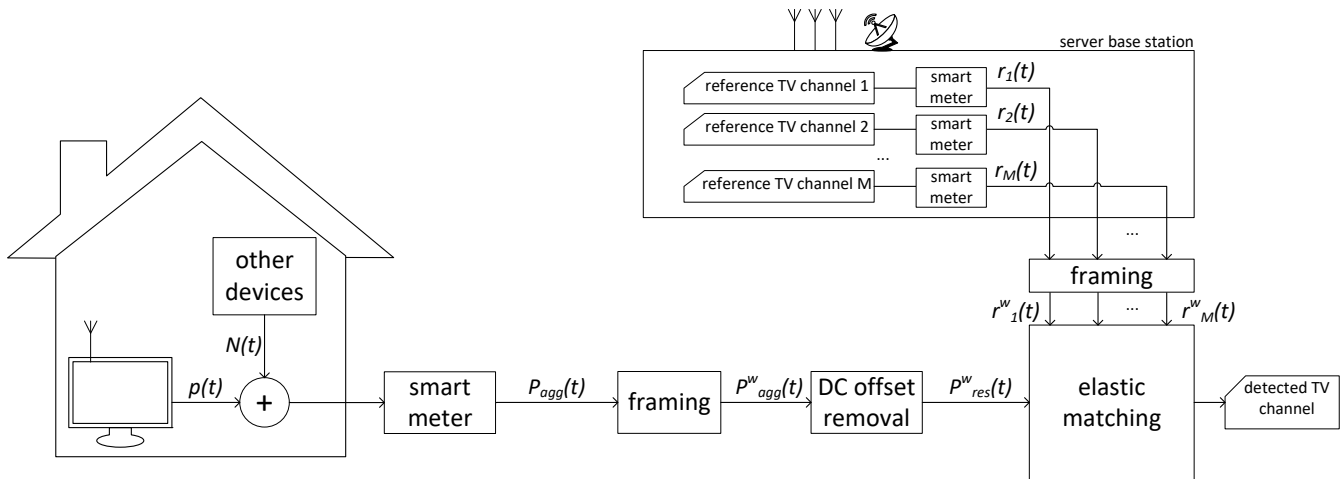 server base station
reference TV channel 1
smart
meter
r1(t)
reference TV channel 2
smart
meter
r2(t)
...
reference TV channel M
smart
meter
rM(t)
...
framing
rw1(t)
...
rwM(t)
other
devices
N(t)
p(t)
+
smart
meter
Pagg(t)
framing
Pwagg(t)
DC offset
removal
Pwres(t)
elastic
matching
detected TV
channel